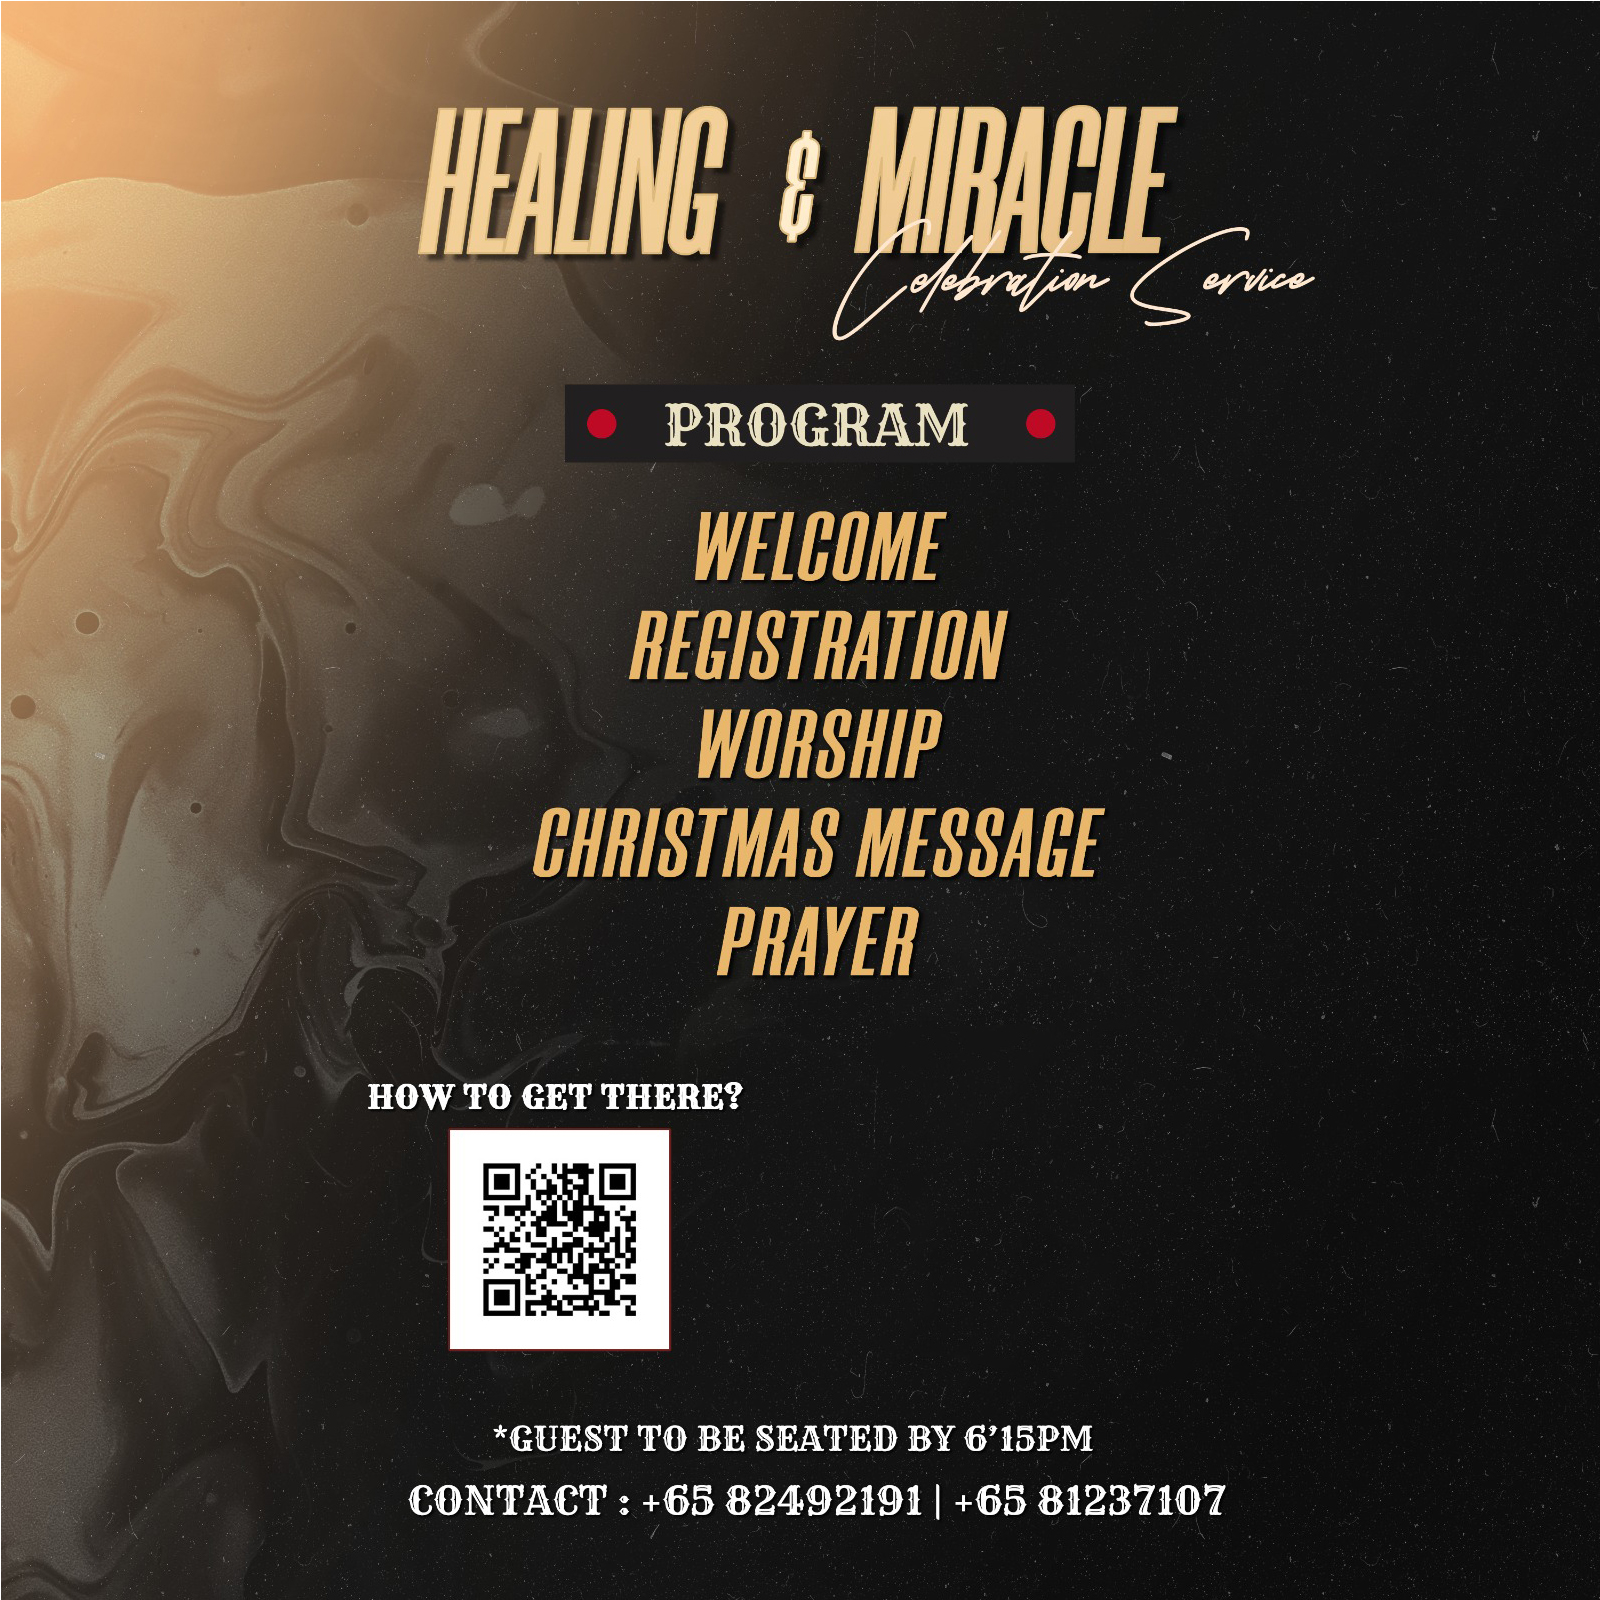 HEALING & MIRACLE
Celebration Service
PROGRAM
WELCOME
REGISTRATION
WORSHIP
CHRISTMAS MESSAGE
PRAYER
HOW TO GET THERE?
*GUEST TO BE SEATED BY 6'15PM
CONTACT : +65 82492191 | +65 81237107